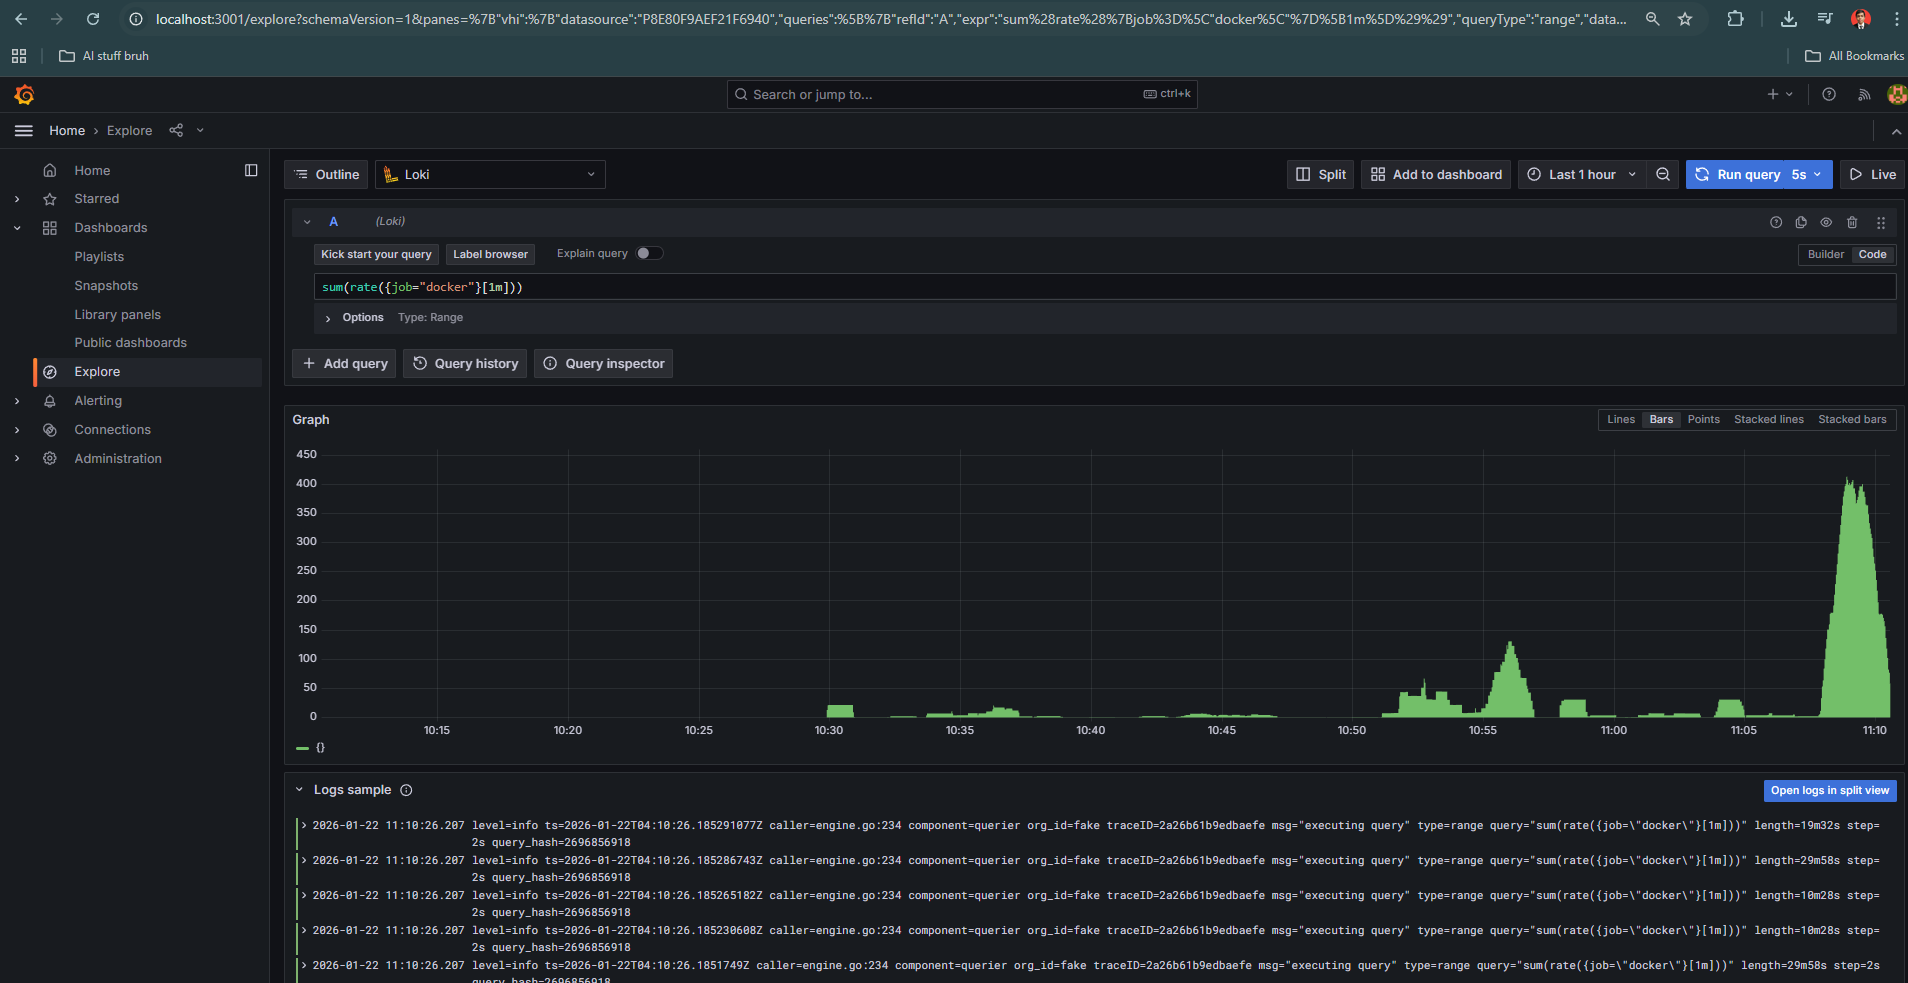 localhost:3001/explore?schemaVersion=1&panes=%7B"vhi":%7B"datasource":"P8E80F9AEF21F6940","queries":%5B%7B"refId":"A","expr":"sum%28rate%28%7Bjob%3D%5C"docker%5C"%7D%5B1m%5D%29%29","queryType":"range","data...
AI stuff bruh
All Bookmarks
Search or jump to...
ctrl+k
Home › Explore
Home
Starred
Dashboards
Playlists
Snapshots
Library panels
Public dashboards
Explore
Alerting
Connections
Administration
Outline
Loki
Split
Add to dashboard
Last 1 hour
Run query 5s
Live
A (Loki)
Kick start your query
Label browser
Explain query
Builder
Code
sum(rate({job="docker"}[1m]))
Options Type: Range
+ Add query
Query history
Query inspector
Graph
Lines Bars Points Stacked lines Stacked bars
450
400
350
300
250
200
150
100
50
0
10:15 10:20 10:25 10:30 10:35 10:40 10:45 10:50 10:55 11:00 11:05 11:10
{}
Logs sample
Open logs in split view
2026-01-22 11:10:26.207 level=info ts=2026-01-22T04:10:26.185291077Z caller=engine.go:234 component=querier org_id=fake traceID=2a26b61b9edbaefe msg="executing query" type=range query="sum(rate({job=\"docker\"}[1m]))" length=19m32s step=
2s query_hash=2696856918
2026-01-22 11:10:26.207 level=info ts=2026-01-22T04:10:26.185286743Z caller=engine.go:234 component=querier org_id=fake traceID=2a26b61b9edbaefe msg="executing query" type=range query="sum(rate({job=\"docker\"}[1m]))" length=29m58s step=
2s query_hash=2696856918
2026-01-22 11:10:26.207 level=info ts=2026-01-22T04:10:26.185265182Z caller=engine.go:234 component=querier org_id=fake traceID=2a26b61b9edbaefe msg="executing query" type=range query="sum(rate({job=\"docker\"}[1m]))" length=10m28s step=
2s query_hash=2696856918
2026-01-22 11:10:26.207 level=info ts=2026-01-22T04:10:26.185230608Z caller=engine.go:234 component=querier org_id=fake traceID=2a26b61b9edbaefe msg="executing query" type=range query="sum(rate({job=\"docker\"}[1m]))" length=10m28s step=
2s query_hash=2696856918
2026-01-22 11:10:26.207 level=info ts=2026-01-22T04:10:26.1851749Z caller=engine.go:234 component=querier org_id=fake traceID=2a26b61b9edbaefe msg="executing query" type=range query="sum(rate({job=\"docker\"}[1m]))" length=29m58s step=2s
query_hash=2696856918